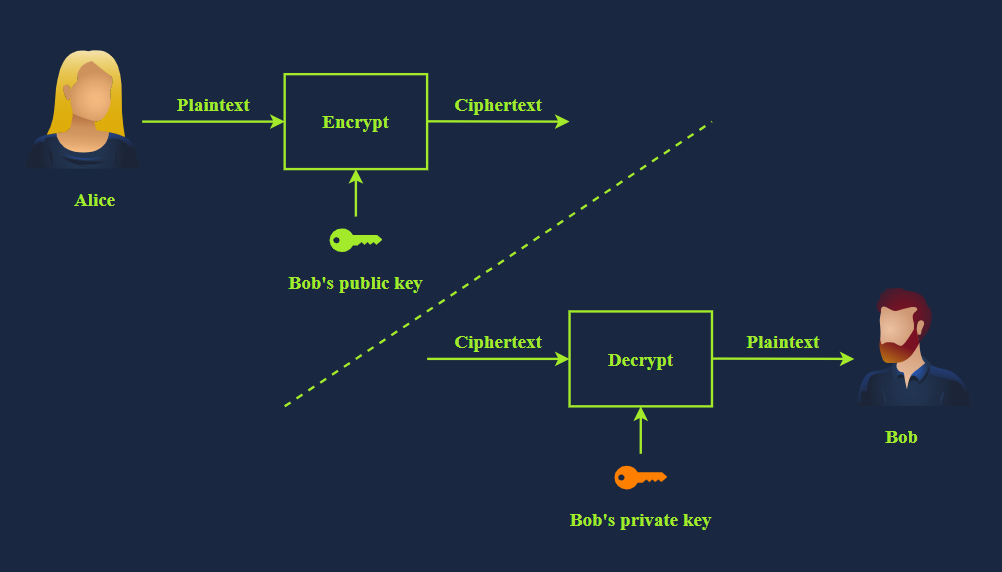 Plaintext
Encrypt
Ciphertext
Alice
Bob's public key
Ciphertext
Decrypt
Plaintext
Bob
Bob's private key